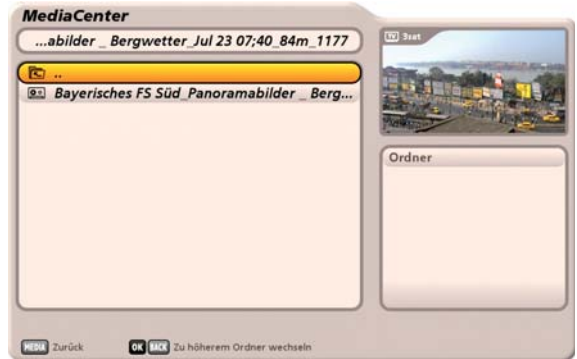 MediaCenter
...abilder _ Bergwetter_Jul 23 07;40_84m_1177
..
Bayerisches FS Süd_Panoramabilder _ Berg...
TV 3sat
Ordner
MEDIA Zurück OK BACK Zu höherem Ordner wechseln